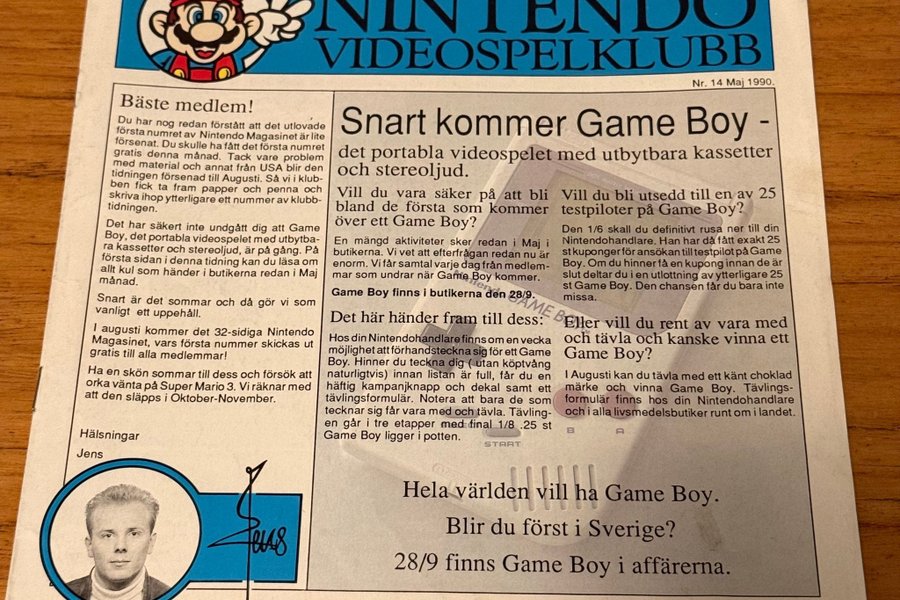 NINTENDO
VIDEOSPELKLUBB
Nr. 14 Maj 1990.
Bäste medlem!
Du har nog redan förstått att det utlovade
första numret av Nintendo Magasinet är lite
försenat. Du skulle ha fått det första numret
gratis denna månad. Tack vare problem
med material och annat från USA blir den
tidningen försenad till Augusti. Så vi i klub-
ben fick ta fram papper och penna och
skriva ihop ytterligare ett nummer av klubb-
tidningen.
Det har säkert inte undgått dig att Game
Boy, det portabla videospelet med utbytba-
ra kassetter och stereoljud, är på gång. På
första sidan i denna tidning kan du läsa om
allt kul som händer i butikerna redan i Maj
månad.
Snart är det sommar och då gör vi som
vanligt ett uppehåll.
I augusti kommer det 32-sidiga Nintendo
Magasinet, vars första nummer skickas ut
gratis till alla medlemmar!
Ha en skön sommar till dess och försök att
orka vänta på Super Mario 3. Vi räknar med
att den släpps i Oktober-November.
Hälsningar
Jens
Jens
Snart kommer Game Boy -
det portabla videospelet med utbytbara kassetter
och stereoljud.
Vill du vara säker på att bli
bland de första som kommer
över ett Game Boy?
En mängd aktiviteter sker redan i Maj i
butikerna. Vi vet att efterfrågan redan nu är
enorm. Vi får samtal varje dag från medlem-
mar som undrar när Game Boy kommer.
Game Boy finns i butikerna den 28/9.
Det här händer fram till dess:
Hos din Nintendohandlare finns om en vecka
möjlighet att förhandsteckna sig för ett Game
Boy. Hinner du teckna dig ( utan köptvång
naturligtvis) innan listan är full, får du en
häftig kampanjknapp och dekal samt ett
tävlingsformulär. Notera att bara de som
tecknar sig får vara med och tävla. Tävling-
en går i tre etapper med final 1/8 .25 st
Game Boy ligger i potten.
Vill du bli utsedd till en av 25
testpiloter på Game Boy?
Den 1/6 skall du definitivt rusa ner till din
Nintendohandlare. Han har då fått exakt 25
st kuponger för ansökan till testpilot på Game
Boy. Om du hinner få en kupong innan de är
slut deltar du i en utlottning av ytterligare 25
st Game Boy. Den chansen får du bara inte
missa.
Eller vill du rent av vara med
och tävla och kanske vinna ett
Game Boy?
I Augusti kan du tävla med ett känt choklad
märke och vinna Game Boy. Tävlings-
formulär finns hos din Nintendohandlare
och i alla livsmedelsbutiker runt om i landet.
Nintendo GAME BOY
B A
START
Hela världen vill ha Game Boy.
Blir du först i Sverige?
28/9 finns Game Boy i affärerna.